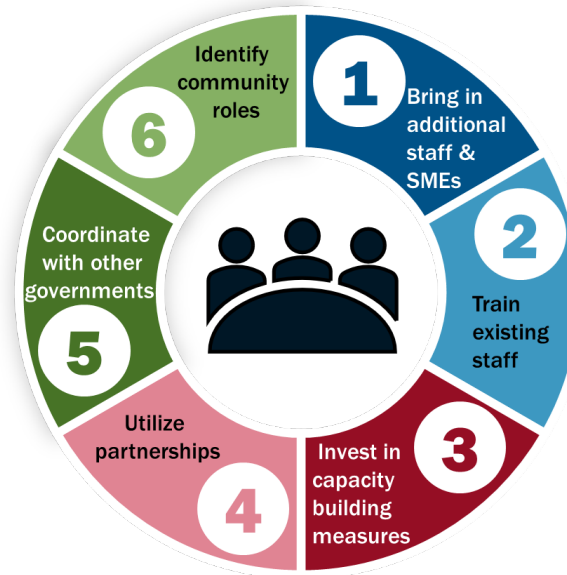 1
Bring in
additional
staff &
SMEs
2
Train
existing
staff
3
Invest in
capacity
building
measures
4
Utilize
partnerships
5
Coordinate
with other
governments
6
Identify
community
roles